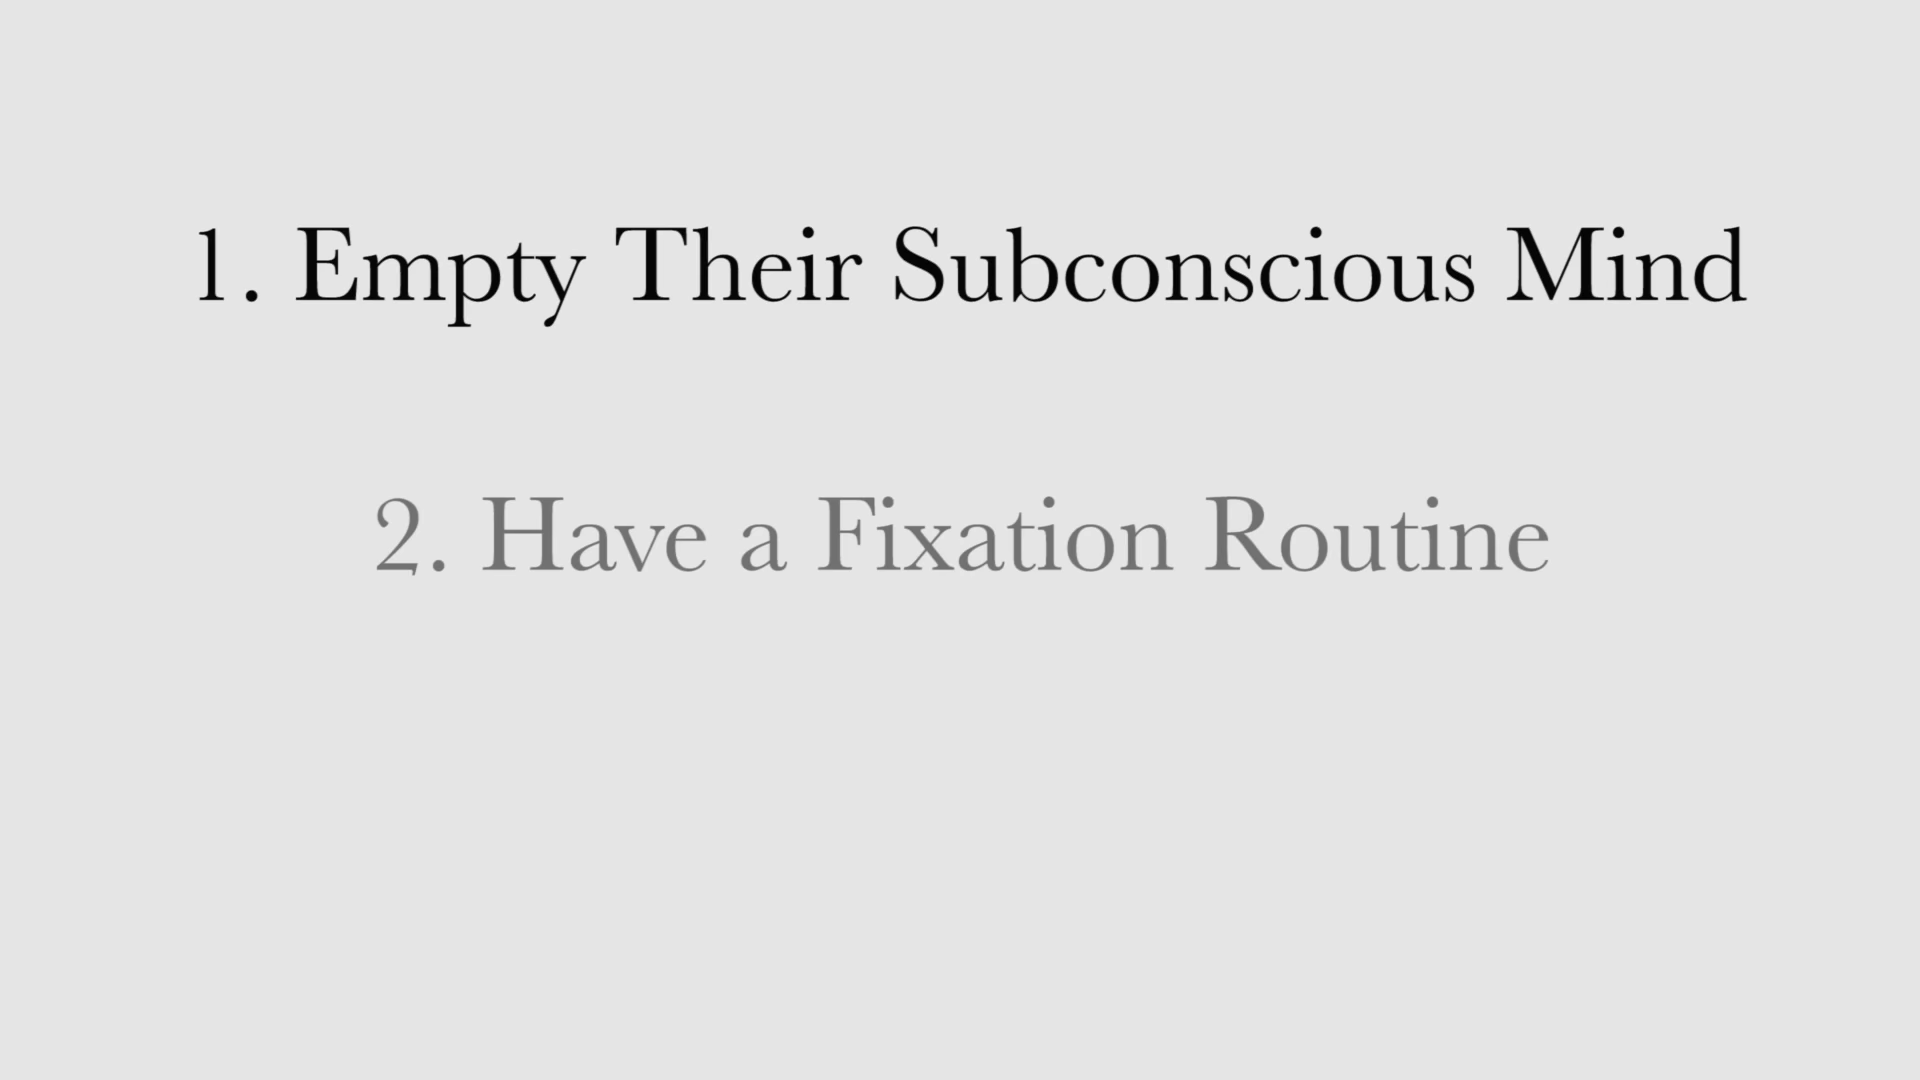 1. Empty Their Subconscious Mind
2. Have a Fixation Routine